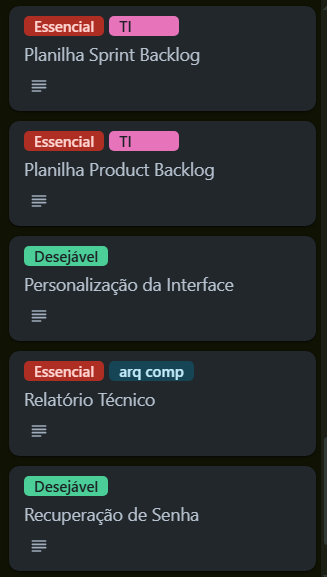 Essencial TI
Planilha Sprint Backlog
Essencial TI
Planilha Product Backlog
Desejável
Personalização da Interface
Essencial arq comp
Relatório Técnico
Desejável
Recuperação de Senha